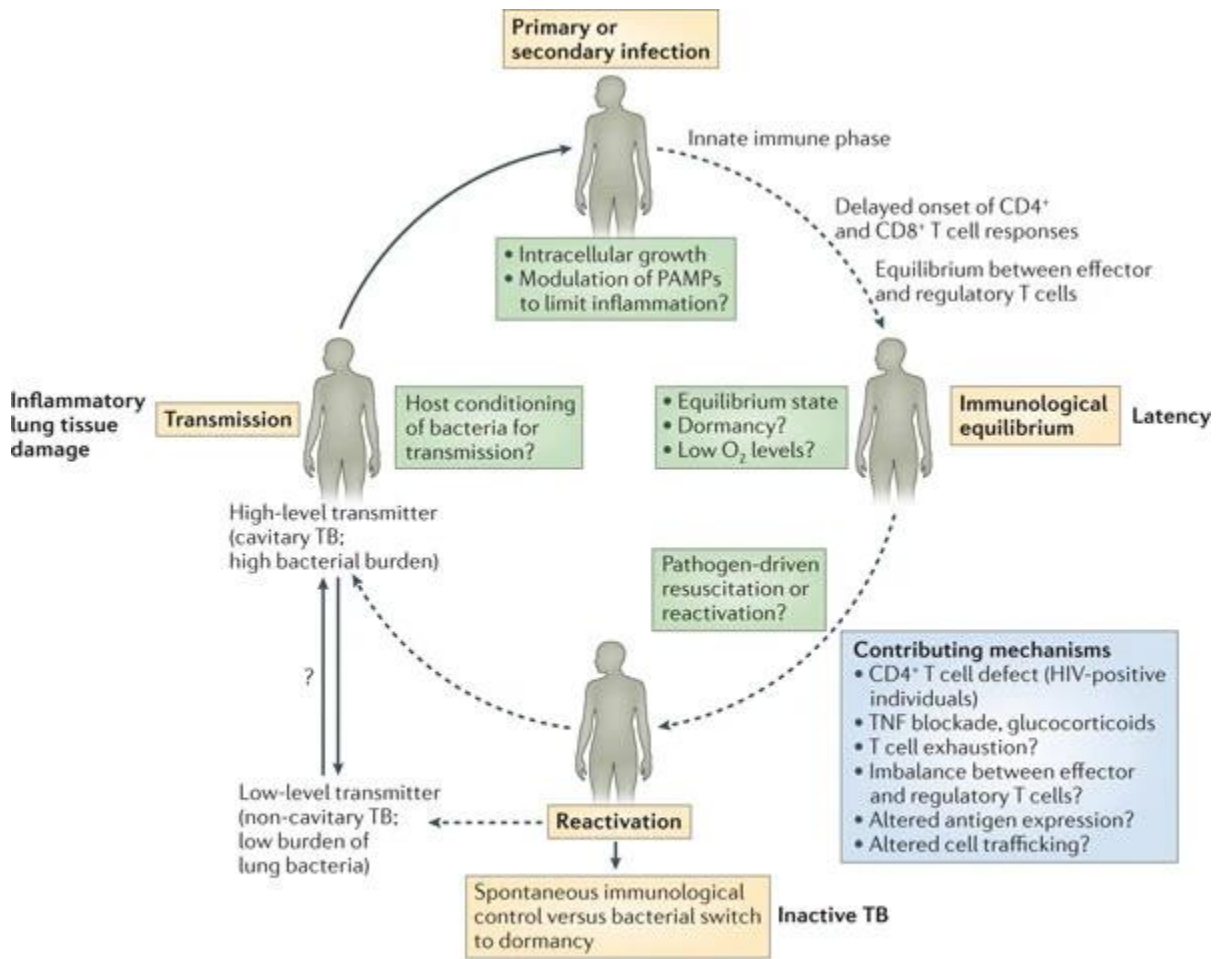 Primary or
secondary infection
Innate immune phase
Delayed onset of CD4⁺
and CD8⁺ T cell responses
Equilibrium between effector
and regulatory T cells
• Intracellular growth
• Modulation of PAMPs
to limit inflammation?
Inflammatory
lung tissue
damage
Transmission
Host conditioning
of bacteria for
transmission?
• Equilibrium state
• Dormancy?
• Low O₂ levels?
Immunological
equilibrium
Latency
High-level transmitter
(cavitary TB;
high bacterial burden)
Pathogen-driven
resuscitation or
reactivation?
Contributing mechanisms
• CD4⁺ T cell defect (HIV-positive
individuals)
• TNF blockade, glucocorticoids
• T cell exhaustion?
• Imbalance between effector
and regulatory T cells?
• Altered antigen expression?
• Altered cell trafficking?
?
Low-level transmitter
(non-cavitary TB;
low burden of
lung bacteria)
Reactivation
Spontaneous immunological
control versus bacterial switch
to dormancy
Inactive TB